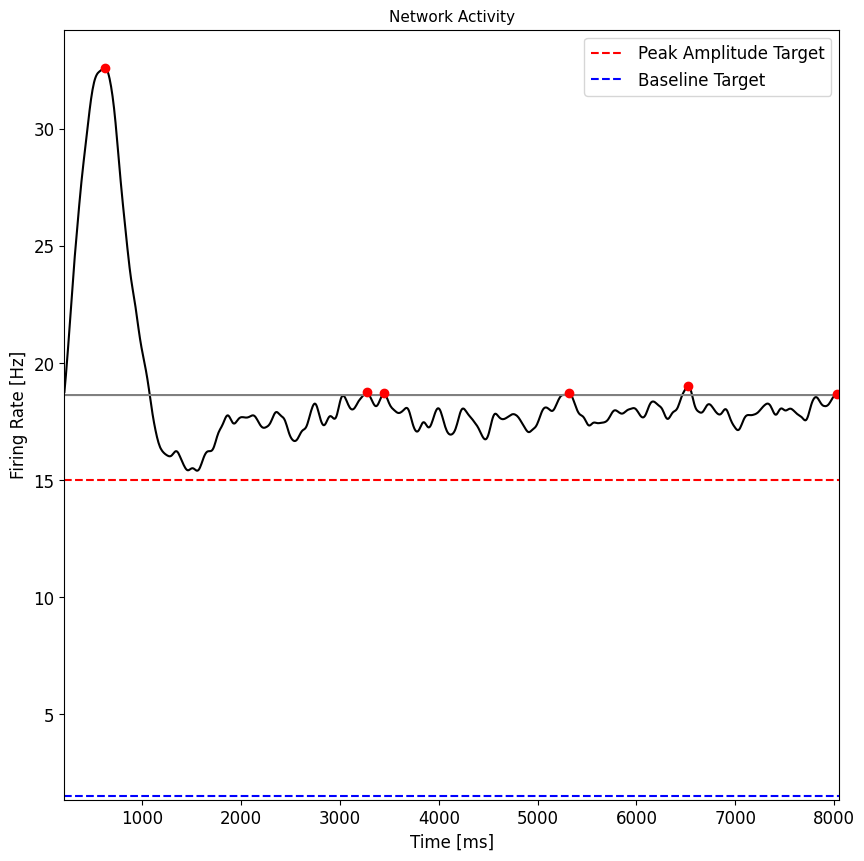 Network Activity
Peak Amplitude Target
Baseline Target
Firing Rate [Hz]
30
25
20
15
10
5
1000 2000 3000 4000 5000 6000 7000 8000
Time [ms]